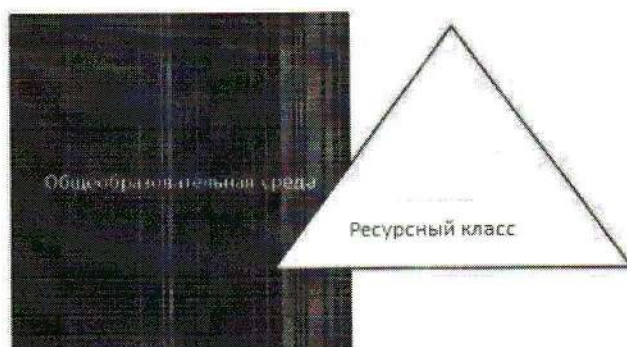 Общеобразовательная среда
Ресурсный класс